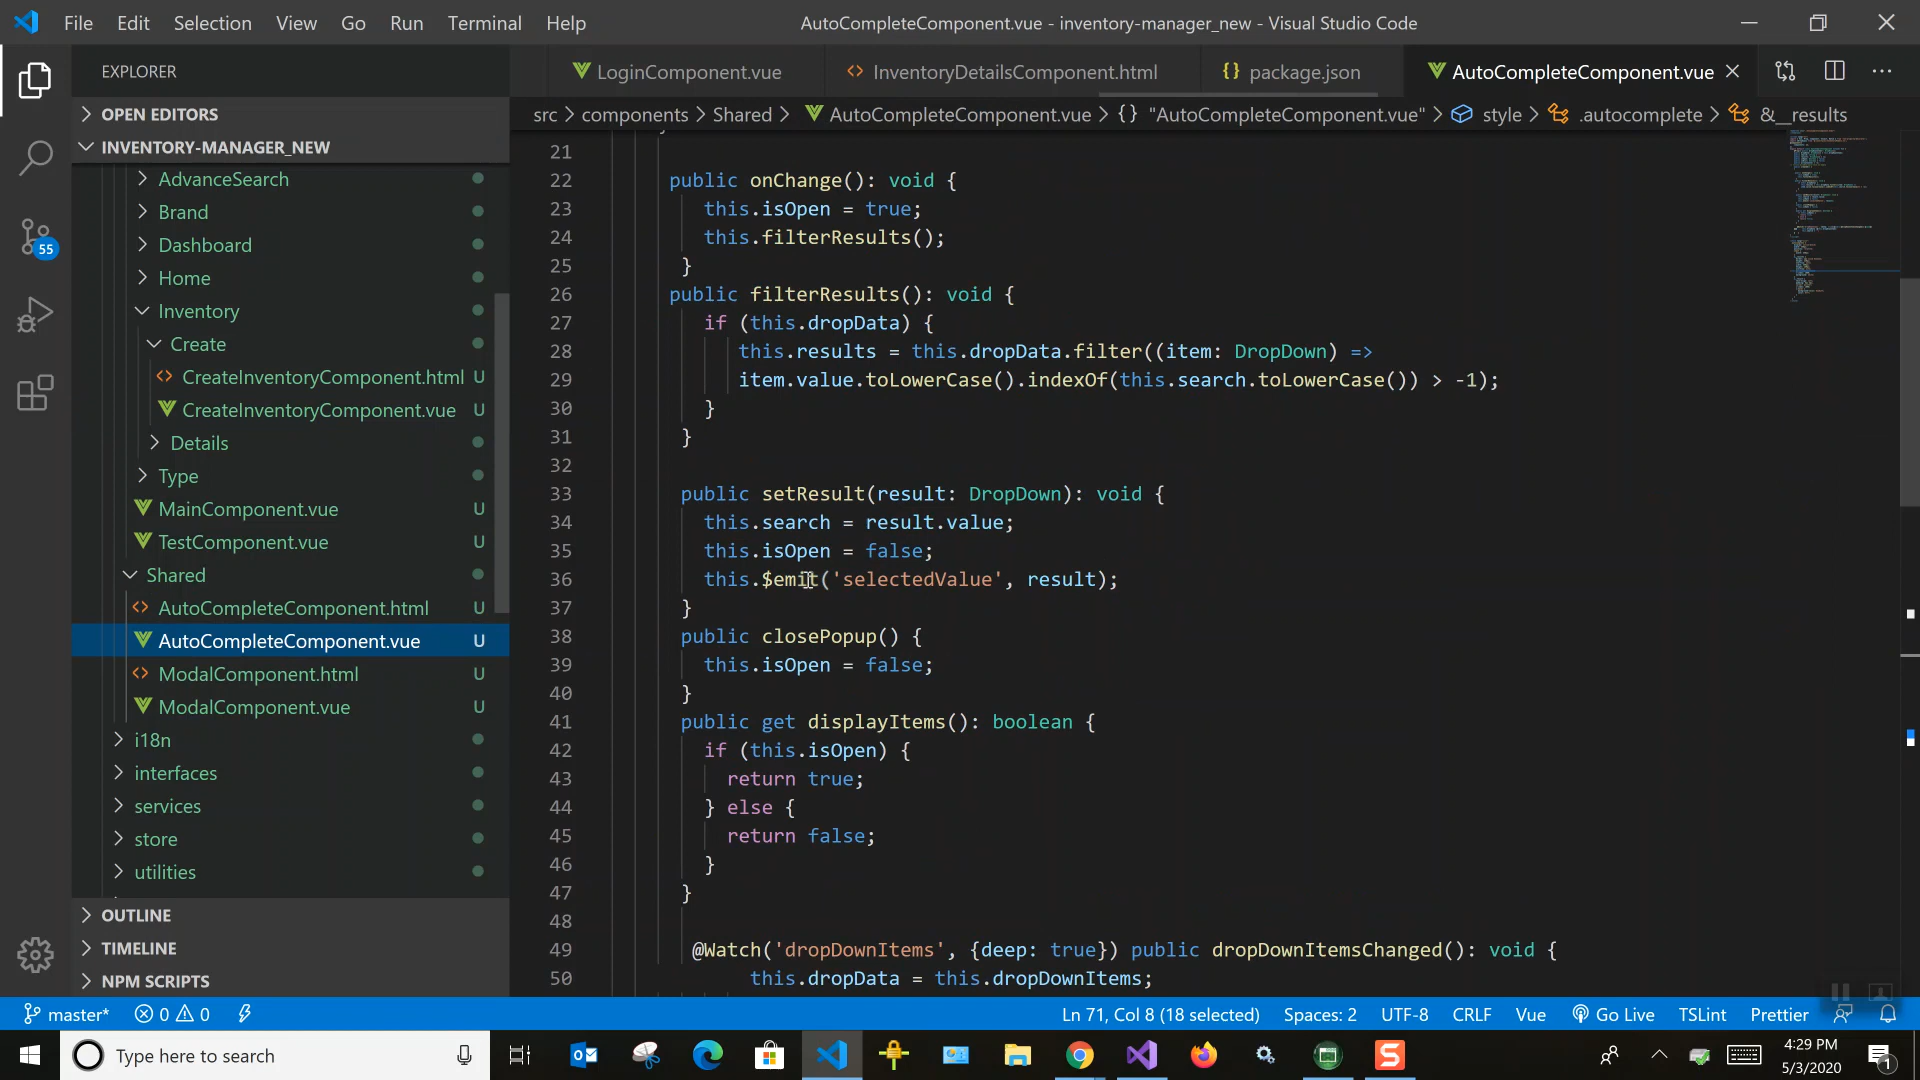 File Edit Selection View Go Run Terminal Help
AutoCompleteComponent.vue - inventory-manager_new - Visual Studio Code
EXPLORER
LoginComponent.vue
InventoryDetailsComponent.html
package.json
AutoCompleteComponent.vue
OPEN EDITORS
INVENTORY-MANAGER_NEW
src > components > Shared > AutoCompleteComponent.vue > {} "AutoCompleteComponent.vue" > style > .autocomplete > &__results
AdvanceSearch
Brand
Dashboard
Home
Inventory
Create
CreateInventoryComponent.html U
CreateInventoryComponent.vue U
Details
Type
MainComponent.vue U
TestComponent.vue U
Shared
AutoCompleteComponent.html U
AutoCompleteComponent.vue U
ModalComponent.html U
ModalComponent.vue U
i18n
interfaces
services
store
utilities
OUTLINE
TIMELINE
NPM SCRIPTS
55
21
22 public onChange(): void {
23 this.isOpen = true;
24 this.filterResults();
25 }
26 public filterResults(): void {
27 if (this.dropData) {
28 this.results = this.dropData.filter((item: DropDown) =>
29 item.value.toLowerCase().indexOf(this.search.toLowerCase()) > -1);
30 }
31 }
32
33 public setResult(result: DropDown): void {
34 this.search = result.value;
35 this.isOpen = false;
36 this.$emit('selectedValue', result);
37 }
38 public closePopup() {
39 this.isOpen = false;
40 }
41 public get displayItems(): boolean {
42 if (this.isOpen) {
43 return true;
44 } else {
45 return false;
46 }
47 }
48
49 @Watch('dropDownItems', {deep: true}) public dropDownItemsChanged(): void {
50 this.dropData = this.dropDownItems;
master* 0 0
Ln 71, Col 8 (18 selected) Spaces: 2 UTF-8 CRLF Vue Go Live TSLint Prettier
Type here to search
4:29 PM
5/3/2020
1